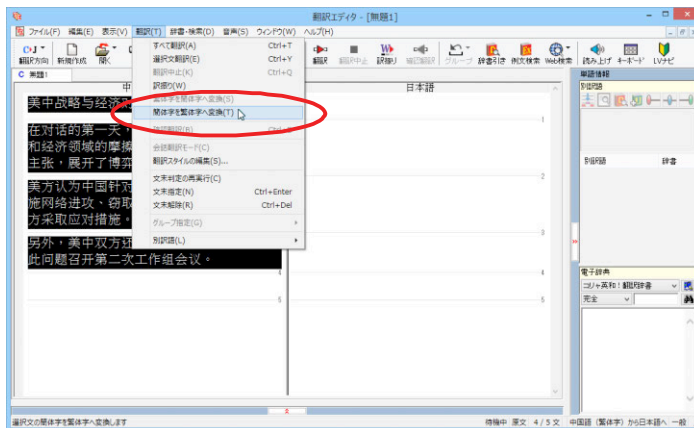 翻訳エディタ - [無題1]
ファイル(F) 編集(E) 表示(V) 翻訳(T) 辞書・検索(D) 音声(S) ウィンドウ(W) ヘルプ(H)
翻訳方向 新規作成 開く 翻訳 翻訳中止 訳振り 逐次翻訳 グループ 辞書引き 例文検索 Web検索 読み上げ キーボード LVナビ
C 無題1
すべて翻訳(A) Ctrl+T
選択文翻訳(E) Ctrl+Y
翻訳中止(K) Ctrl+Q
訳振り(W)
繁体字を簡体字へ変換(S)
簡体字を繁体字へ変換(T)
会話翻訳モード(C)
翻訳スタイルの編集(S)...
文末判定の再実行(C)
文末指定(N) Ctrl+Enter
文末解除(R) Ctrl+Del
グループ指定(G)
別訳語(L)
中
日本語
美中战略与经济对
在对话的第一天，
和经济领域的摩擦
主张，展开了博弈
美方认为中国针对
施网络进攻、窃取
方采取应对措施。
另外，美中双方还
此问题召开第二次工作组会议。
1
2
3
4 4
5 5
単語情報
別訳語
別訳語 辞書
電子辞典
コリャ英和！翻訳辞書
完全
選択文の簡体字を繁体字へ変換します
待機中 原文 4/5文 中国語（繁体字）から日本語へ 一般